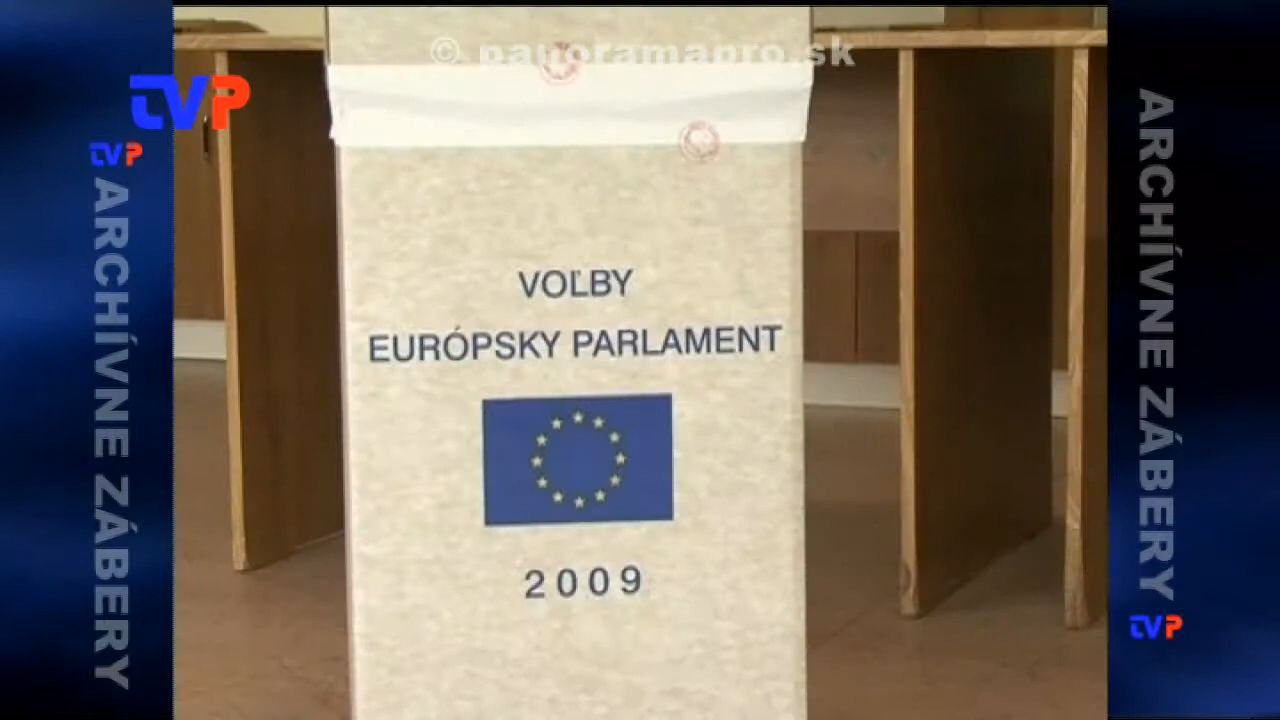 © panoramapro.sk
TVP
TVP
ARCHÍVNE ZÁBERY
VOĽBY
EURÓPSKY PARLAMENT
2009
ARCHÍVNE ZÁBERY
TVP